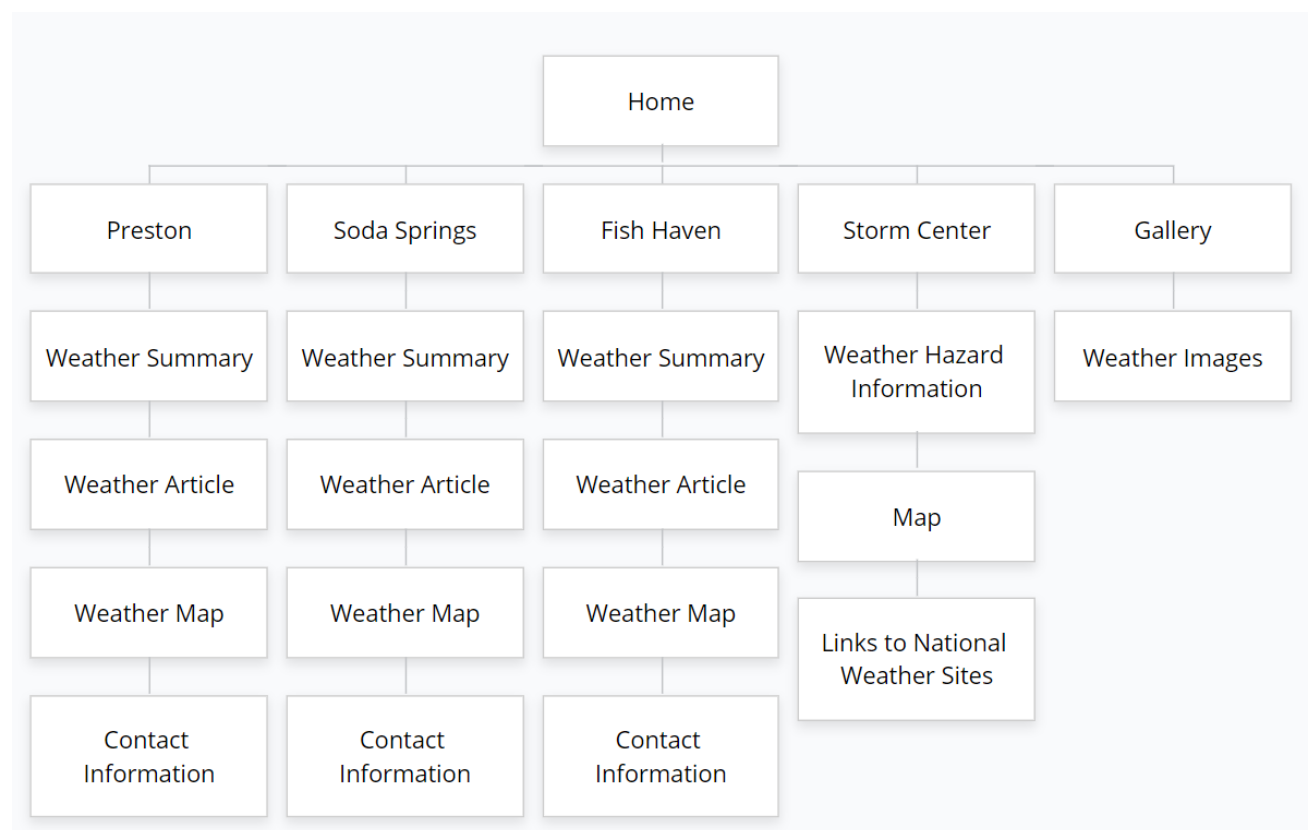 Home
Preston
Soda Springs
Fish Haven
Storm Center
Gallery
Weather Summary
Weather Summary
Weather Summary
Weather Hazard
Information
Weather Images
Weather Article
Weather Article
Weather Article
Map
Weather Map
Weather Map
Weather Map
Links to National
Weather Sites
Contact
Information
Contact
Information
Contact
Information